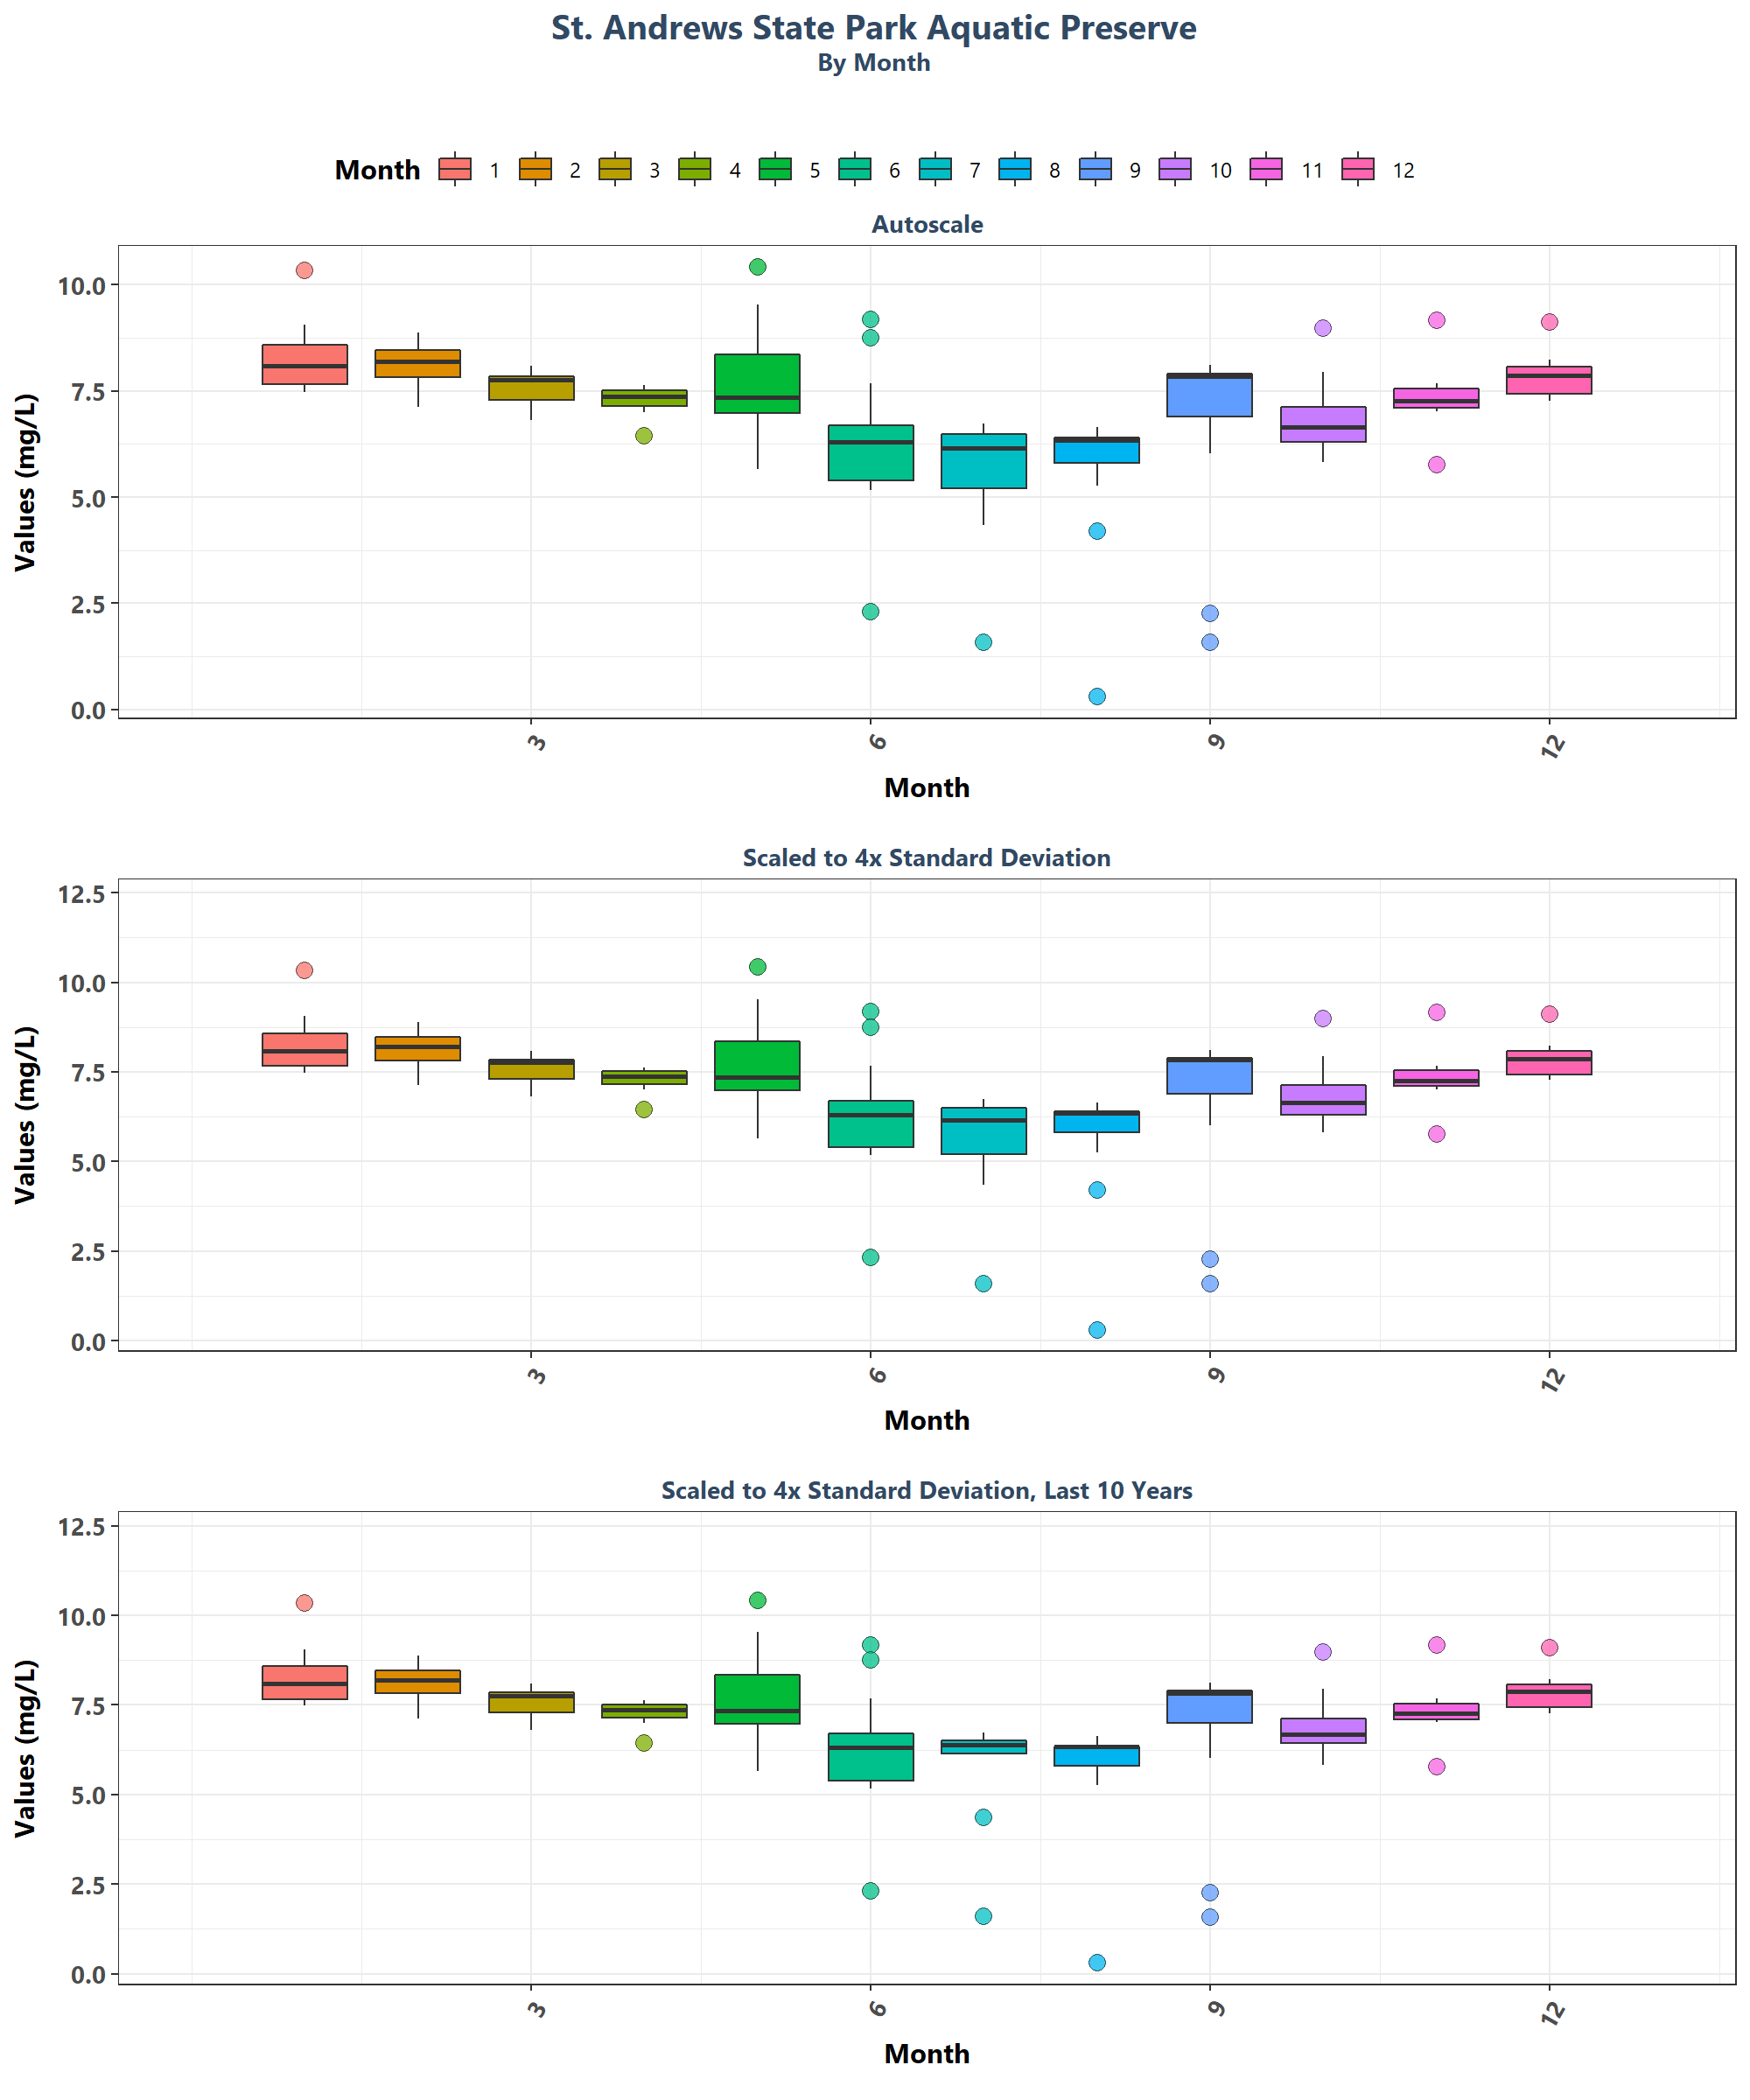 St. Andrews State Park Aquatic Preserve
By Month
Month 1 2 3 4 5 6 7 8 9 10 11 12
Autoscale
Values (mg/L)
10.0
7.5
5.0
2.5
0.0
3 6 9 12
Month
Scaled to 4x Standard Deviation
Values (mg/L)
12.5
10.0
7.5
5.0
2.5
0.0
3 6 9 12
Month
Scaled to 4x Standard Deviation, Last 10 Years
Values (mg/L)
12.5
10.0
7.5
5.0
2.5
0.0
3 6 9 12
Month